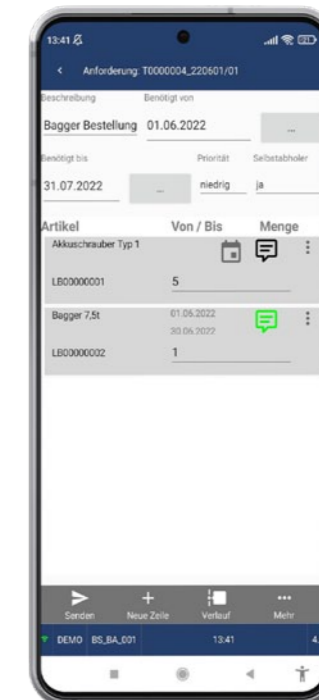 13:41
Anforderung: T0000004_220601/01
Beschreibung Benötigt von
Bagger Bestellung 01.06.2022 ...
Benötigt bis Priorität Selbstabholer
31.07.2022 ... niedrig ja
Artikel Von / Bis Menge
Akkuschrauber Typ 1
LB00000001 5
Bagger 7,5t 01.06.2022
30.06.2022
LB00000002 1
Senden Neue Zeile Verlauf Mehr
DEMO BS_BA_001 13:41 4.